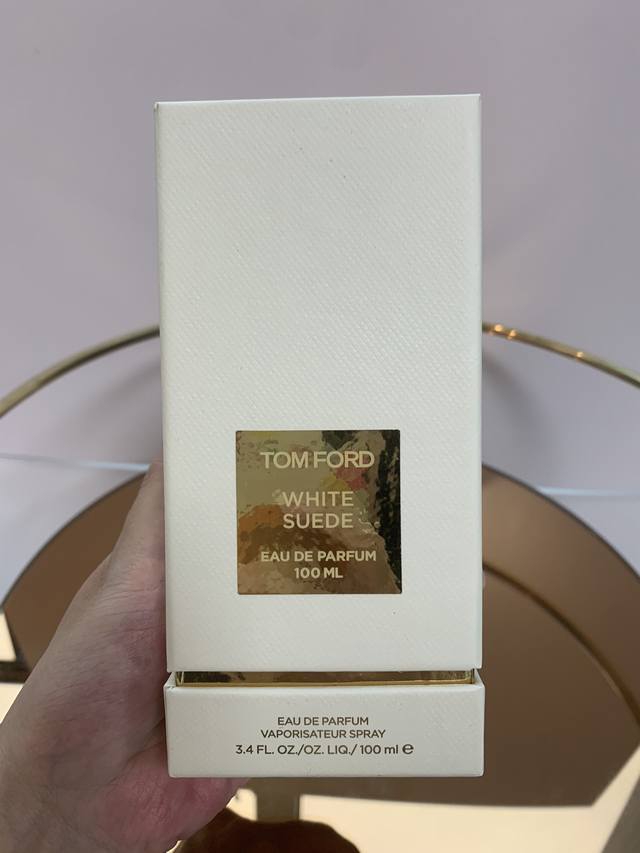 TOM FORD
WHITE
SUEDE
EAU DE PARFUM
100 ML
EAU DE PARFUM
VAPORISATEUR SPRAY
3.4 FL. OZ./OZ. LIQ./ 100 ml ℮